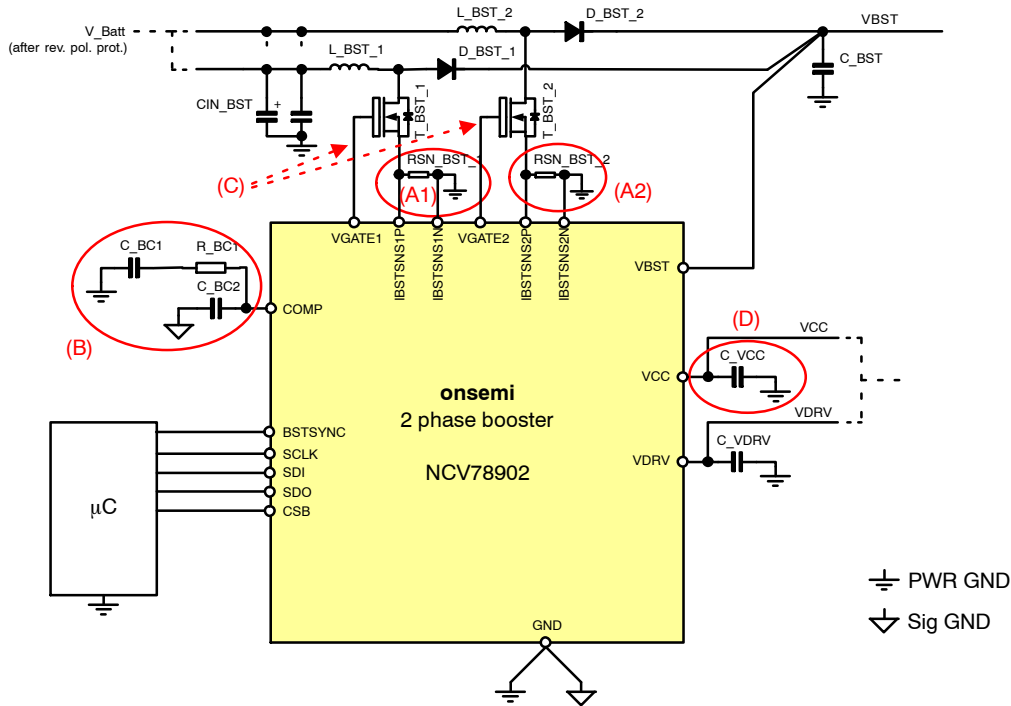 L_BST_2
D_BST_2
VBST
V_Batt
(after rev. pol. prot.)
L_BST_1
D_BST_1
C_BST
CIN_BST
+
T_BST_1
T_BST_2
RSN_BST_1
RSN_BST_2
(C)
(A1)
(A2)
VGATE1
IBSTSNS1P
IBSTSNS1N
VGATE2
IBSTSNS2P
IBSTSNS2N
C_BC1
R_BC1
C_BC2
VBST
COMP
(B)
(D)
VCC
C_VCC
VCC
onsemi
2 phase booster
VDRV
BSTSYNC
C_VDRV
SCLK
VDRV
SDI
NCV78902
SDO
μC
CSB
PWR GND
Sig GND
GND